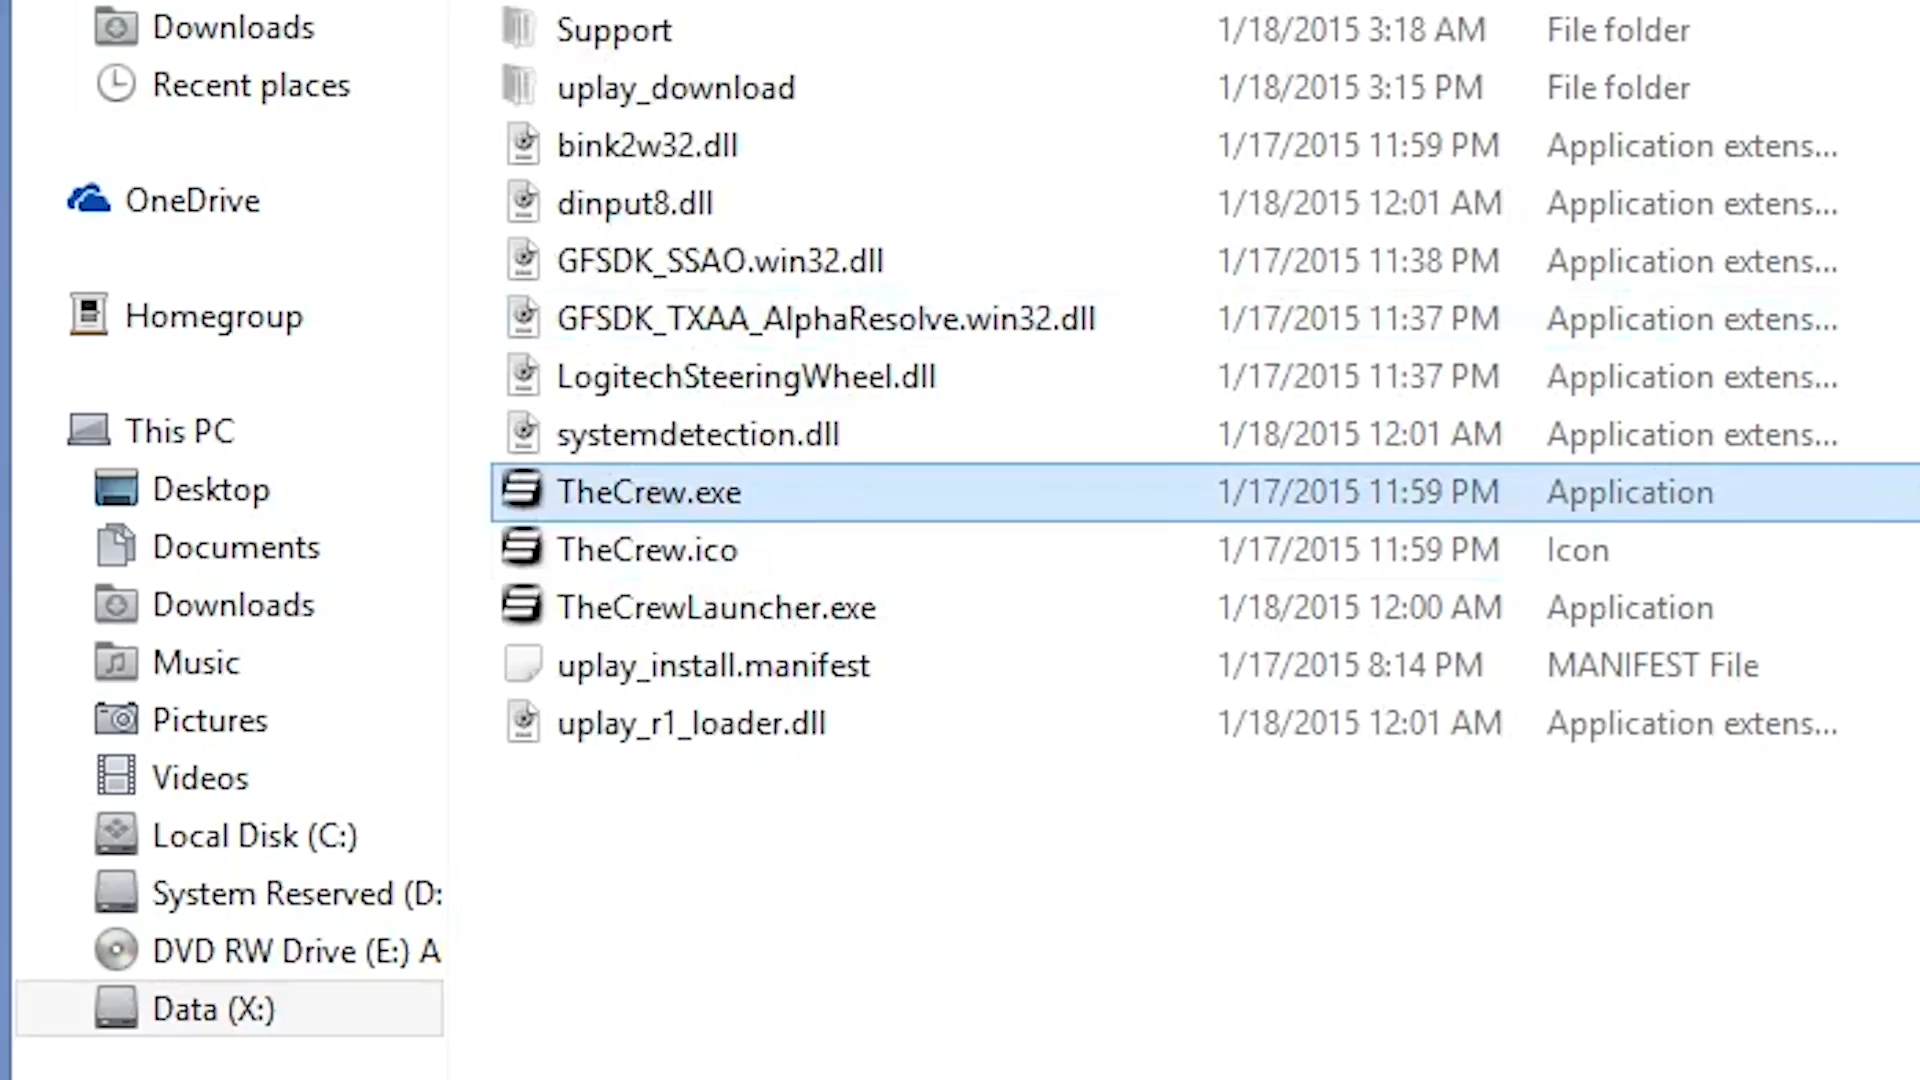 Downloads
Recent places
OneDrive
Homegroup
This PC
Desktop
Documents
Downloads
Music
Pictures
Videos
Local Disk (C:)
System Reserved (D:
DVD RW Drive (E:) A
Data (X:)
Support 1/18/2015 3:18 AM File folder
uplay_download 1/18/2015 3:15 PM File folder
bink2w32.dll 1/17/2015 11:59 PM Application extens...
dinput8.dll 1/18/2015 12:01 AM Application extens...
GFSDK_SSAO.win32.dll 1/17/2015 11:38 PM Application extens...
GFSDK_TXAA_AlphaResolve.win32.dll 1/17/2015 11:37 PM Application extens...
LogitechSteeringWheel.dll 1/17/2015 11:37 PM Application extens...
systemdetection.dll 1/18/2015 12:01 AM Application extens...
TheCrew.exe 1/17/2015 11:59 PM Application
TheCrew.ico 1/17/2015 11:59 PM Icon
TheCrewLauncher.exe 1/18/2015 12:00 AM Application
uplay_install.manifest 1/17/2015 8:14 PM MANIFEST File
uplay_r1_loader.dll 1/18/2015 12:01 AM Application extens...